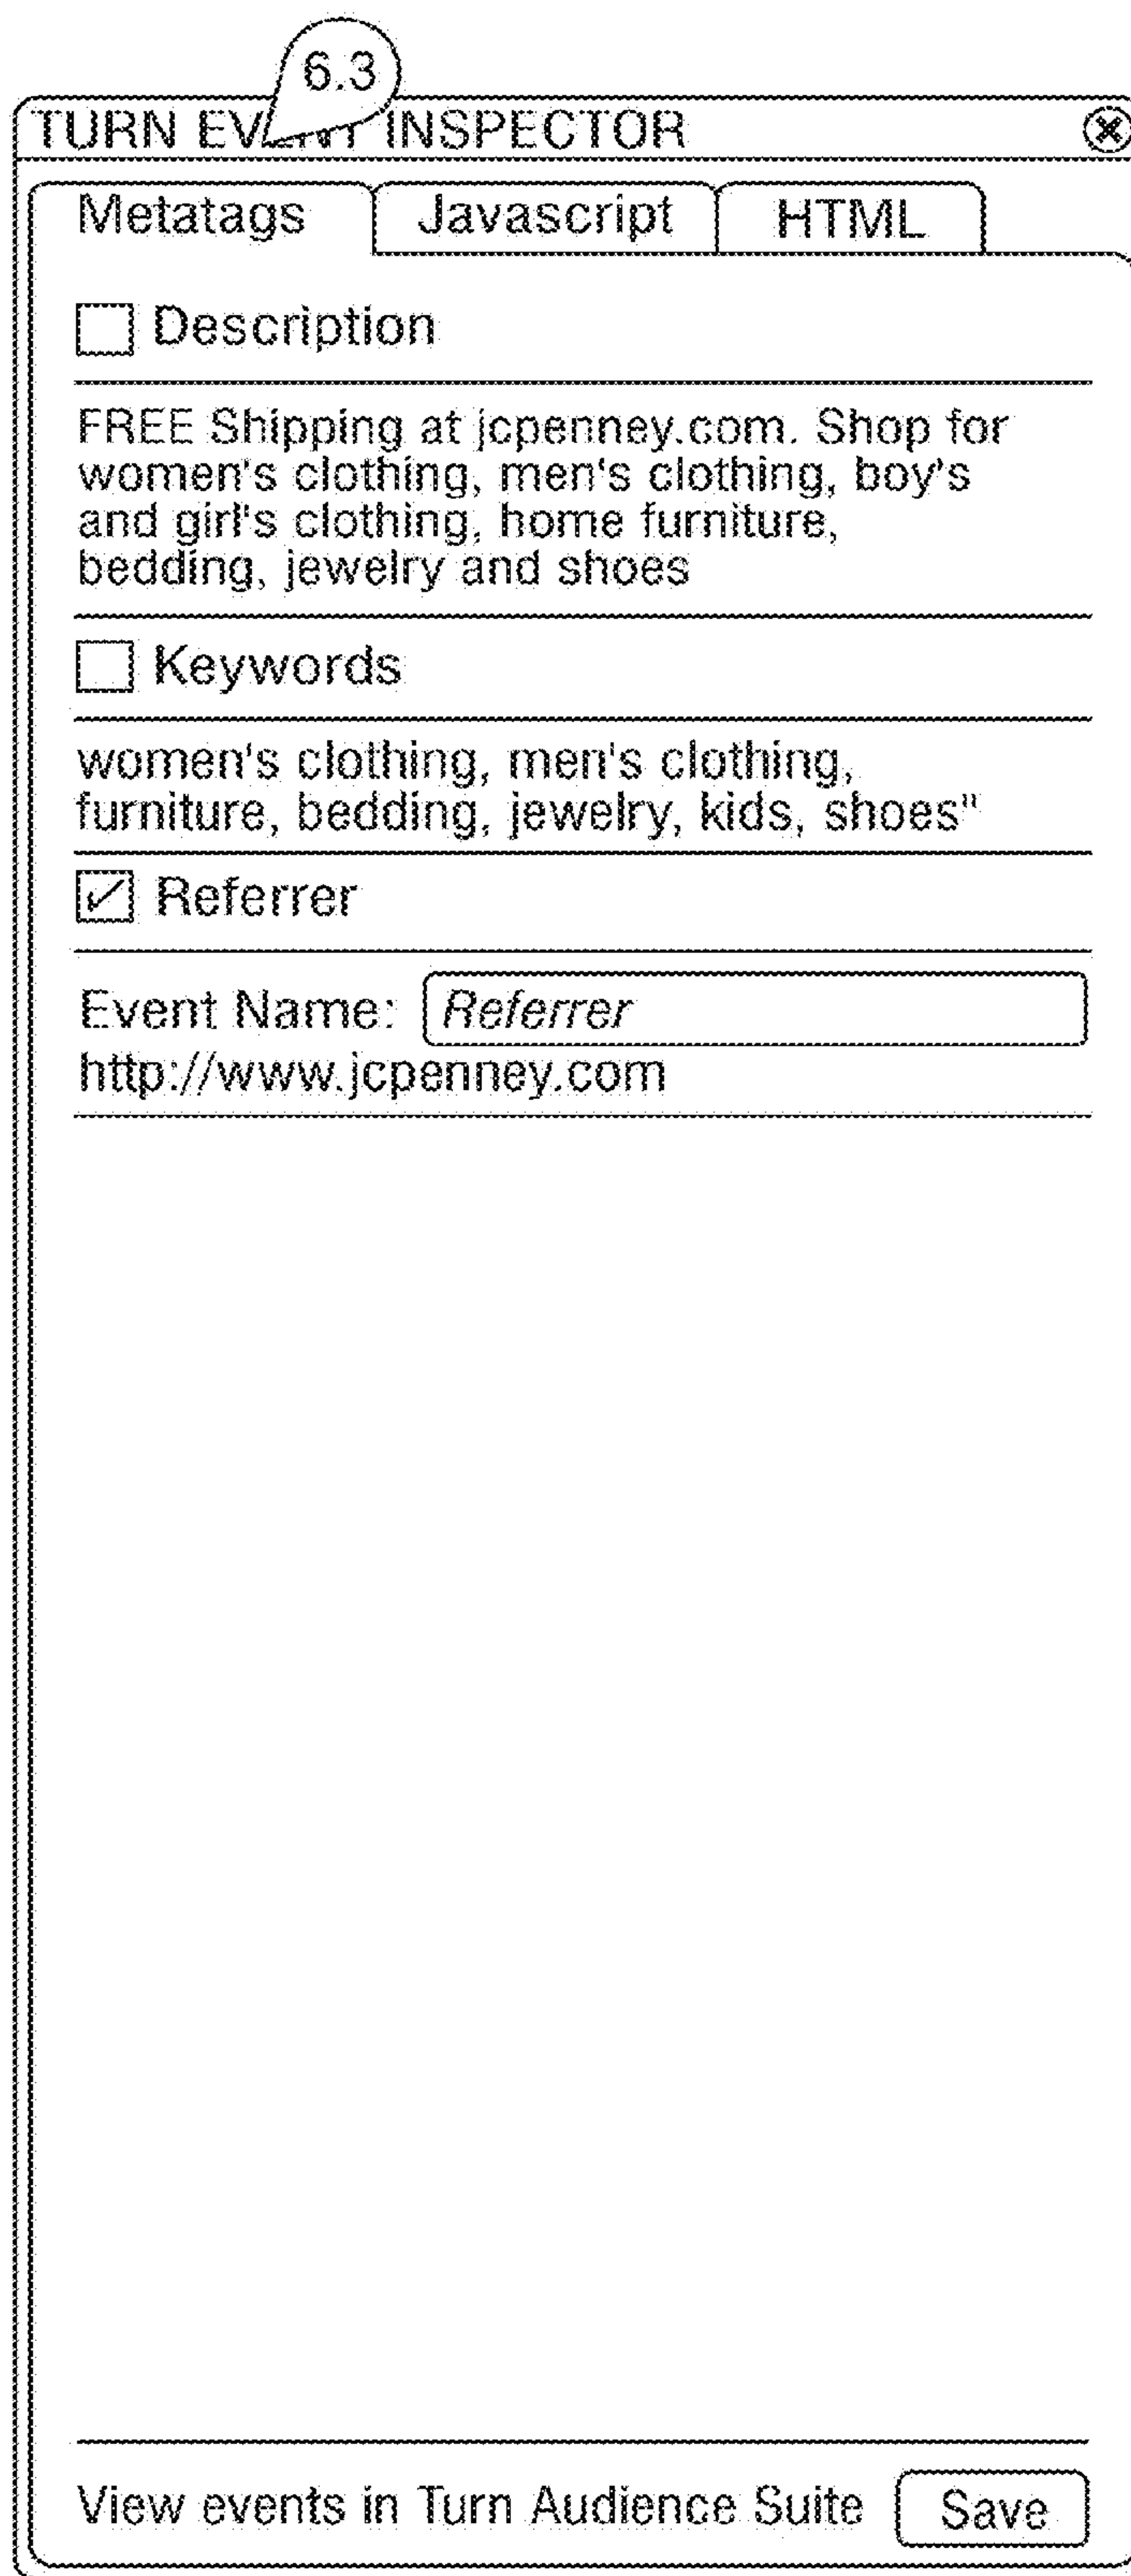 6.3
TURN EVENT INSPECTOR
Metatags Javascript HTML
Description
FREE Shipping at jcpenney.com. Shop for
women's clothing, men's clothing, boy's
and girl's clothing, home furniture,
bedding, jewelry and shoes
Keywords
women's clothing, men's clothing,
furniture, bedding, jewelry, kids, shoes"
Referrer
Event Name: Referrer
http://www.jcpenney.com
View events in Turn Audience Suite Save